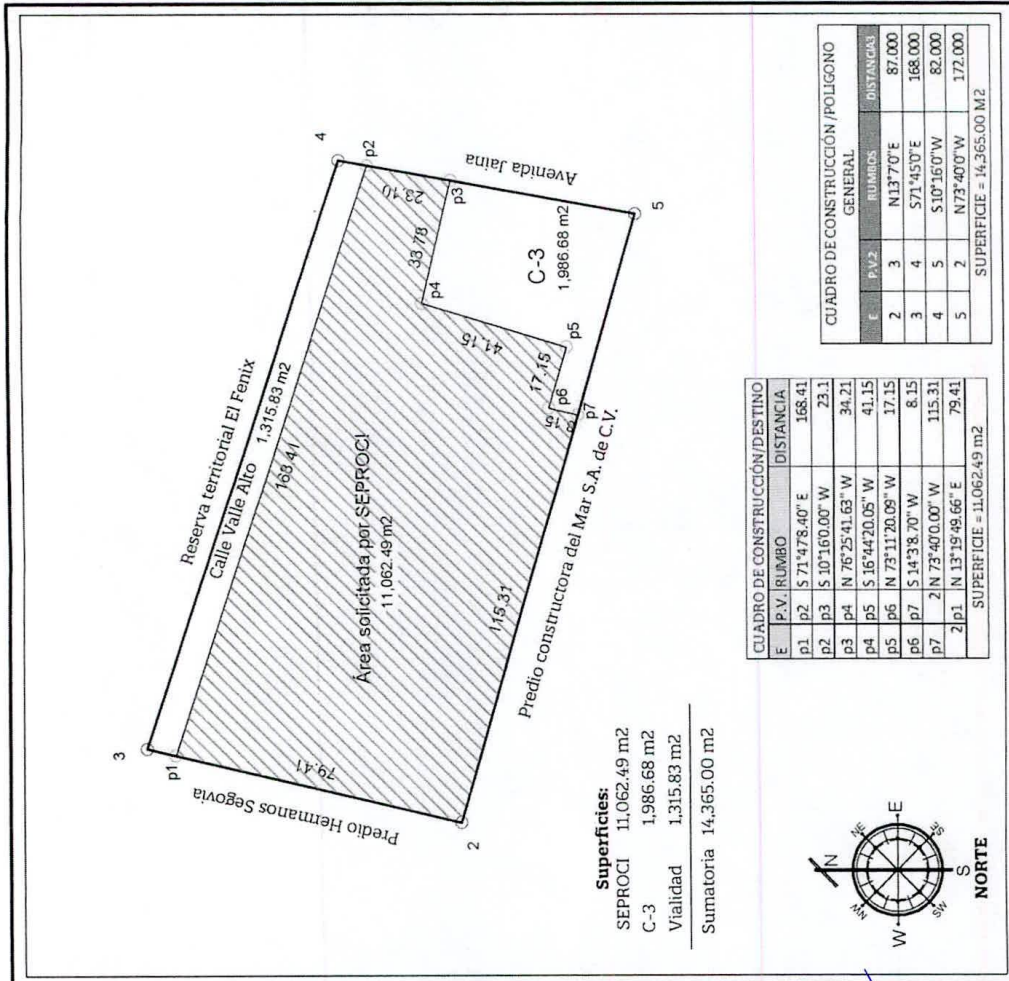 3
4
p1
p2
Reserva territorial El Fenix
Calle Valle Alto 1,315.83 m2
168.41
23.10
p3
33.78
p4
Avenida Jaina
Predio Hermanos Segovia
79.41
Área solicitada por SEPROCI
11,062.49 m2
C-3
1,986.68 m2
41.15
p5
17.15
p6
p7
5
2
115.31
Predio constructora del Mar S.A. de C.V.
Superficies:
SEPROCI 11,062.49 m2
C-3 1,986.68 m2
Vialidad 1,315.83 m2
Sumatoria 14,365.00 m2
N
NE
E
SE
S
SW
W
NW
NORTE
CUADRO DE CONSTRUCCIÓN/DESTINO
E P.V. RUMBO DISTANCIA
p1 p2 S 71°47'8.40" E 168.41
p2 p3 S 10°16'0.00" W 23.1
p3 p4 N 76°25'41.63" W 34.21
p4 p5 S 16°44'20.05" W 41.15
p5 p6 N 73°11'20.09" W 17.15
p6 p7 S 14°3'8.70" W 8.15
p7 2 N 73°40'0.00" W 115.31
2 p1 N 13°19'49.66" E 79.41
SUPERFICIE = 11,062.49 m2
CUADRO DE CONSTRUCCIÓN /POLIGONO
GENERAL
E P.V.2 RUMBOS DISTANCIA3
2 3 N13°7'0"E 87.000
3 4 S71°45'0"E 168.000
4 5 S10°16'0"W 82.000
5 2 N73°40'0"W 172.000
SUPERFICIE = 14,365.00 M2